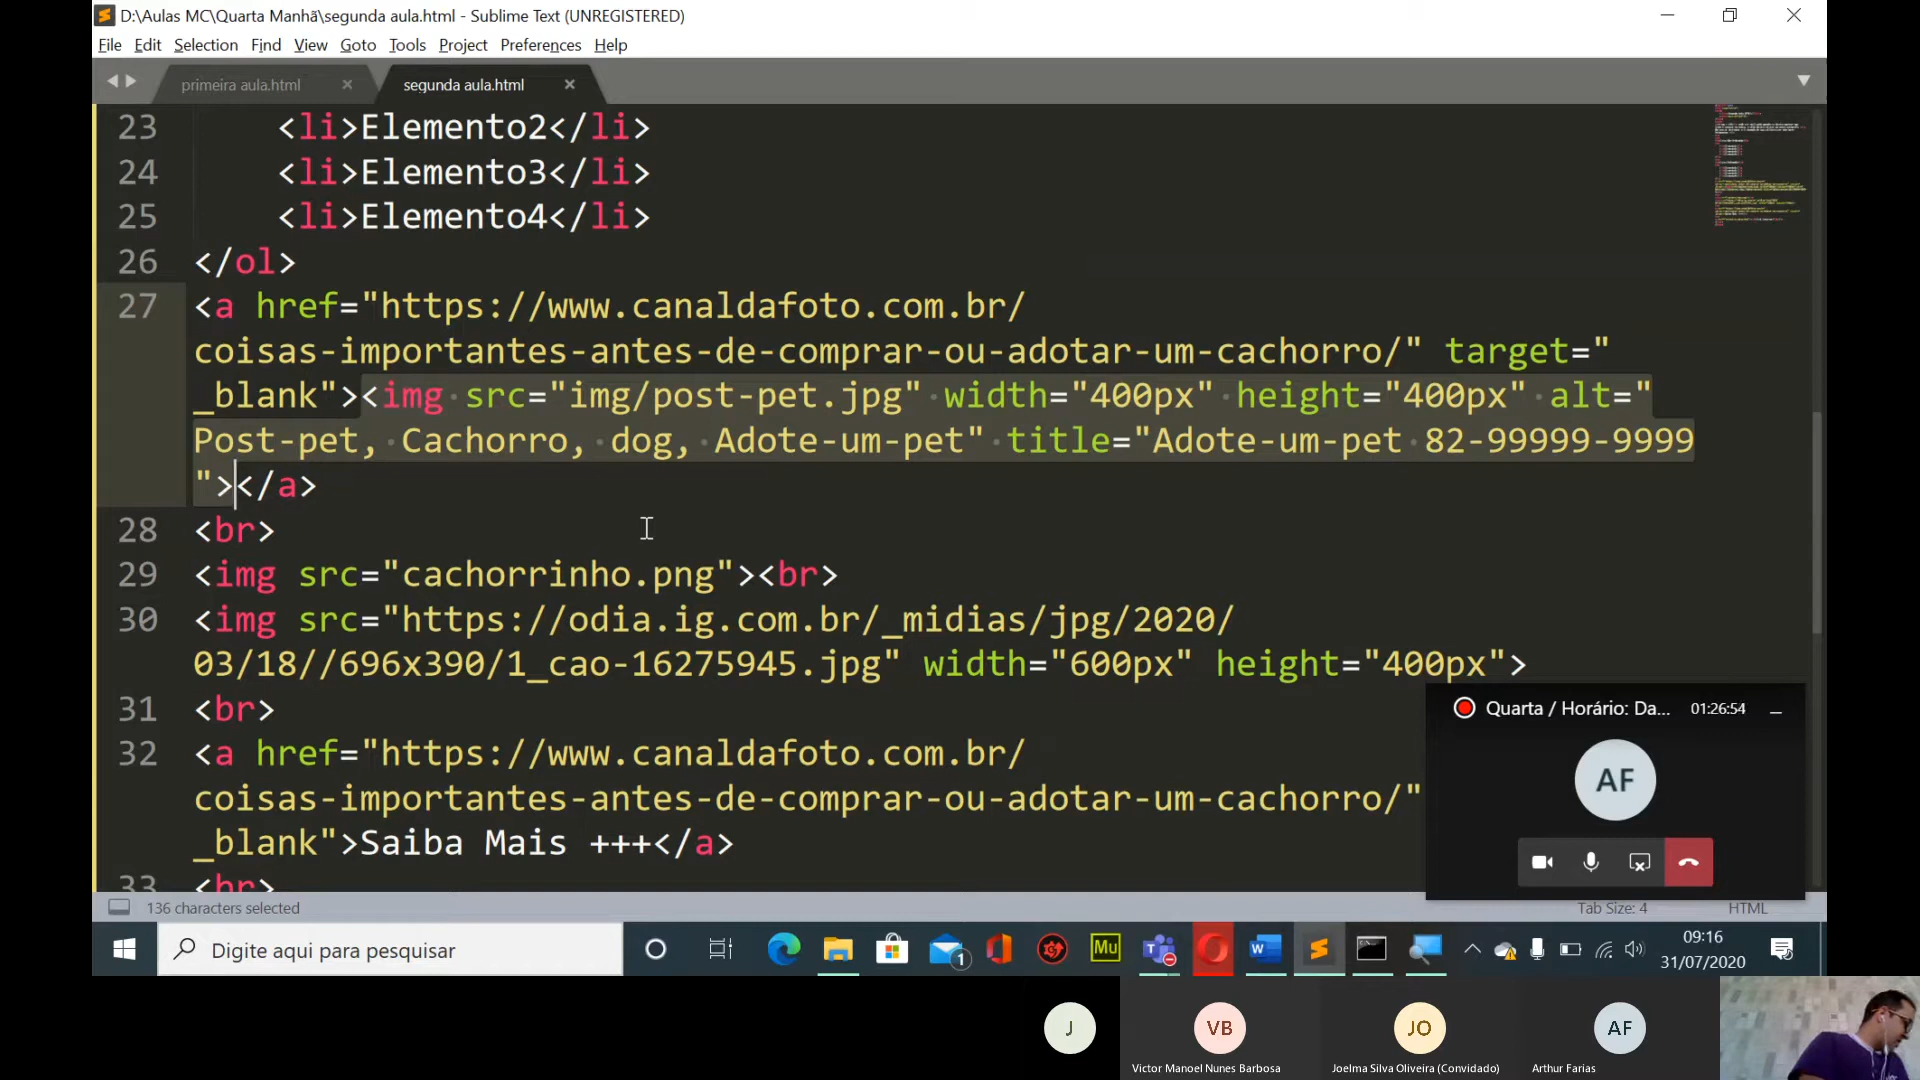 D:\Aulas MC\Quarta Manhã\segunda aula.html - Sublime Text (UNREGISTERED)
File Edit Selection Find View Goto Tools Project Preferences Help
primeira aula.html
segunda aula.html
23 <li>Elemento2</li>
24 <li>Elemento3</li>
25 <li>Elemento4</li>
26 </ol>
27 <a href="https://www.canaldafoto.com.br/
coisas-importantes-antes-de-comprar-ou-adotar-um-cachorro/" target="
_blank"><img src="img/post-pet.jpg" width="400px" height="400px" alt="
Post-pet, Cachorro, dog, Adote-um-pet" title="Adote-um-pet 82-99999-9999
"></a>
28 <br>
29 <img src="cachorrinho.png"><br>
30 <img src="https://odia.ig.com.br/_midias/jpg/2020/
03/18//696x390/1_cao-16275945.jpg" width="600px" height="400px">
31 <br>
32 <a href="https://www.canaldafoto.com.br/
coisas-importantes-antes-de-comprar-ou-adotar-um-cachorro/"
_blank">Saiba Mais +++</a>
33 <br>
Quarta / Horário: Da... 01:26:54
AF
136 characters selected
Tab Size: 4 HTML
Digite aqui para pesquisar
1
Mu
09:16
31/07/2020
J
VB
JO
AF
Victor Manoel Nunes Barbosa
Joelma Silva Oliveira (Convidado)
Arthur Farias